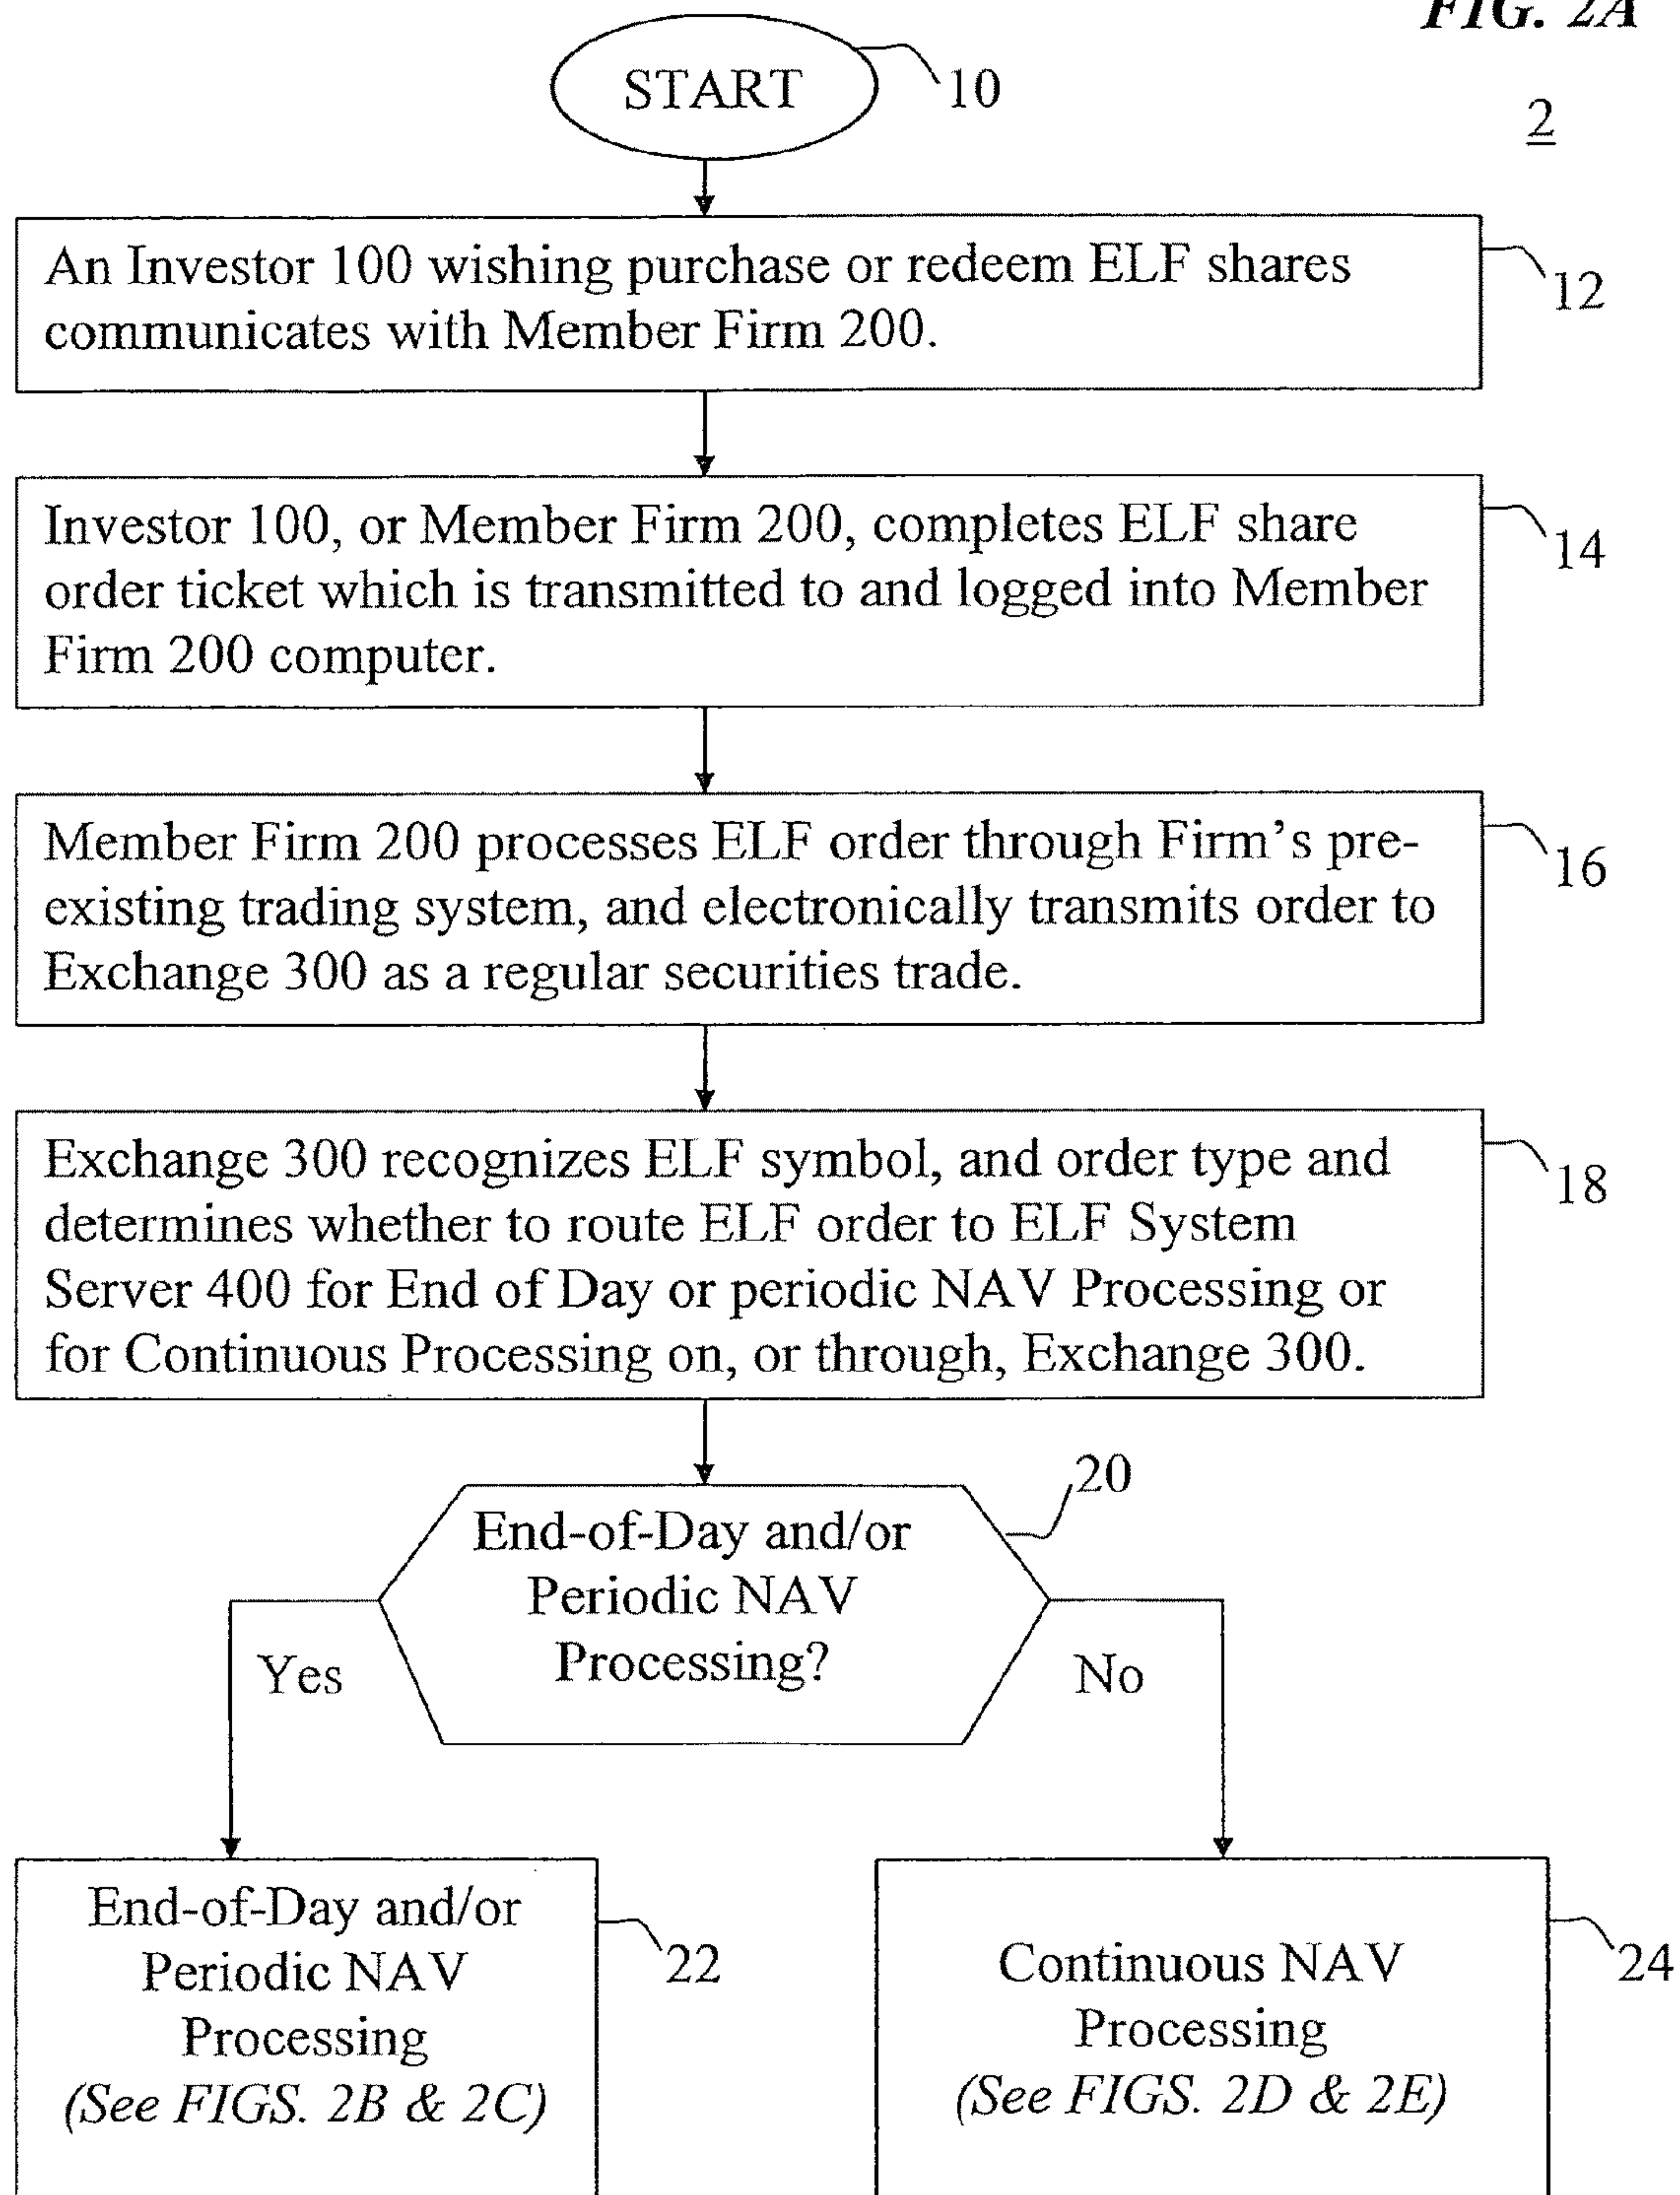 FIG. 2A
START
10
2
An Investor 100 wishing purchase or redeem ELF shares
communicates with Member Firm 200.
12
Investor 100, or Member Firm 200, completes ELF share
order ticket which is transmitted to and logged into Member
Firm 200 computer.
14
Member Firm 200 processes ELF order through Firm's pre-
existing trading system, and electronically transmits order to
Exchange 300 as a regular securities trade.
16
Exchange 300 recognizes ELF symbol, and order type and
determines whether to route ELF order to ELF System
Server 400 for End of Day or periodic NAV Processing or
for Continuous Processing on, or through, Exchange 300.
18
20
End-of-Day and/or
Periodic NAV
Processing?
Yes
No
End-of-Day and/or
Periodic NAV
Processing
(See FIGS. 2B & 2C)
22
Continuous NAV
Processing
(See FIGS. 2D & 2E)
24